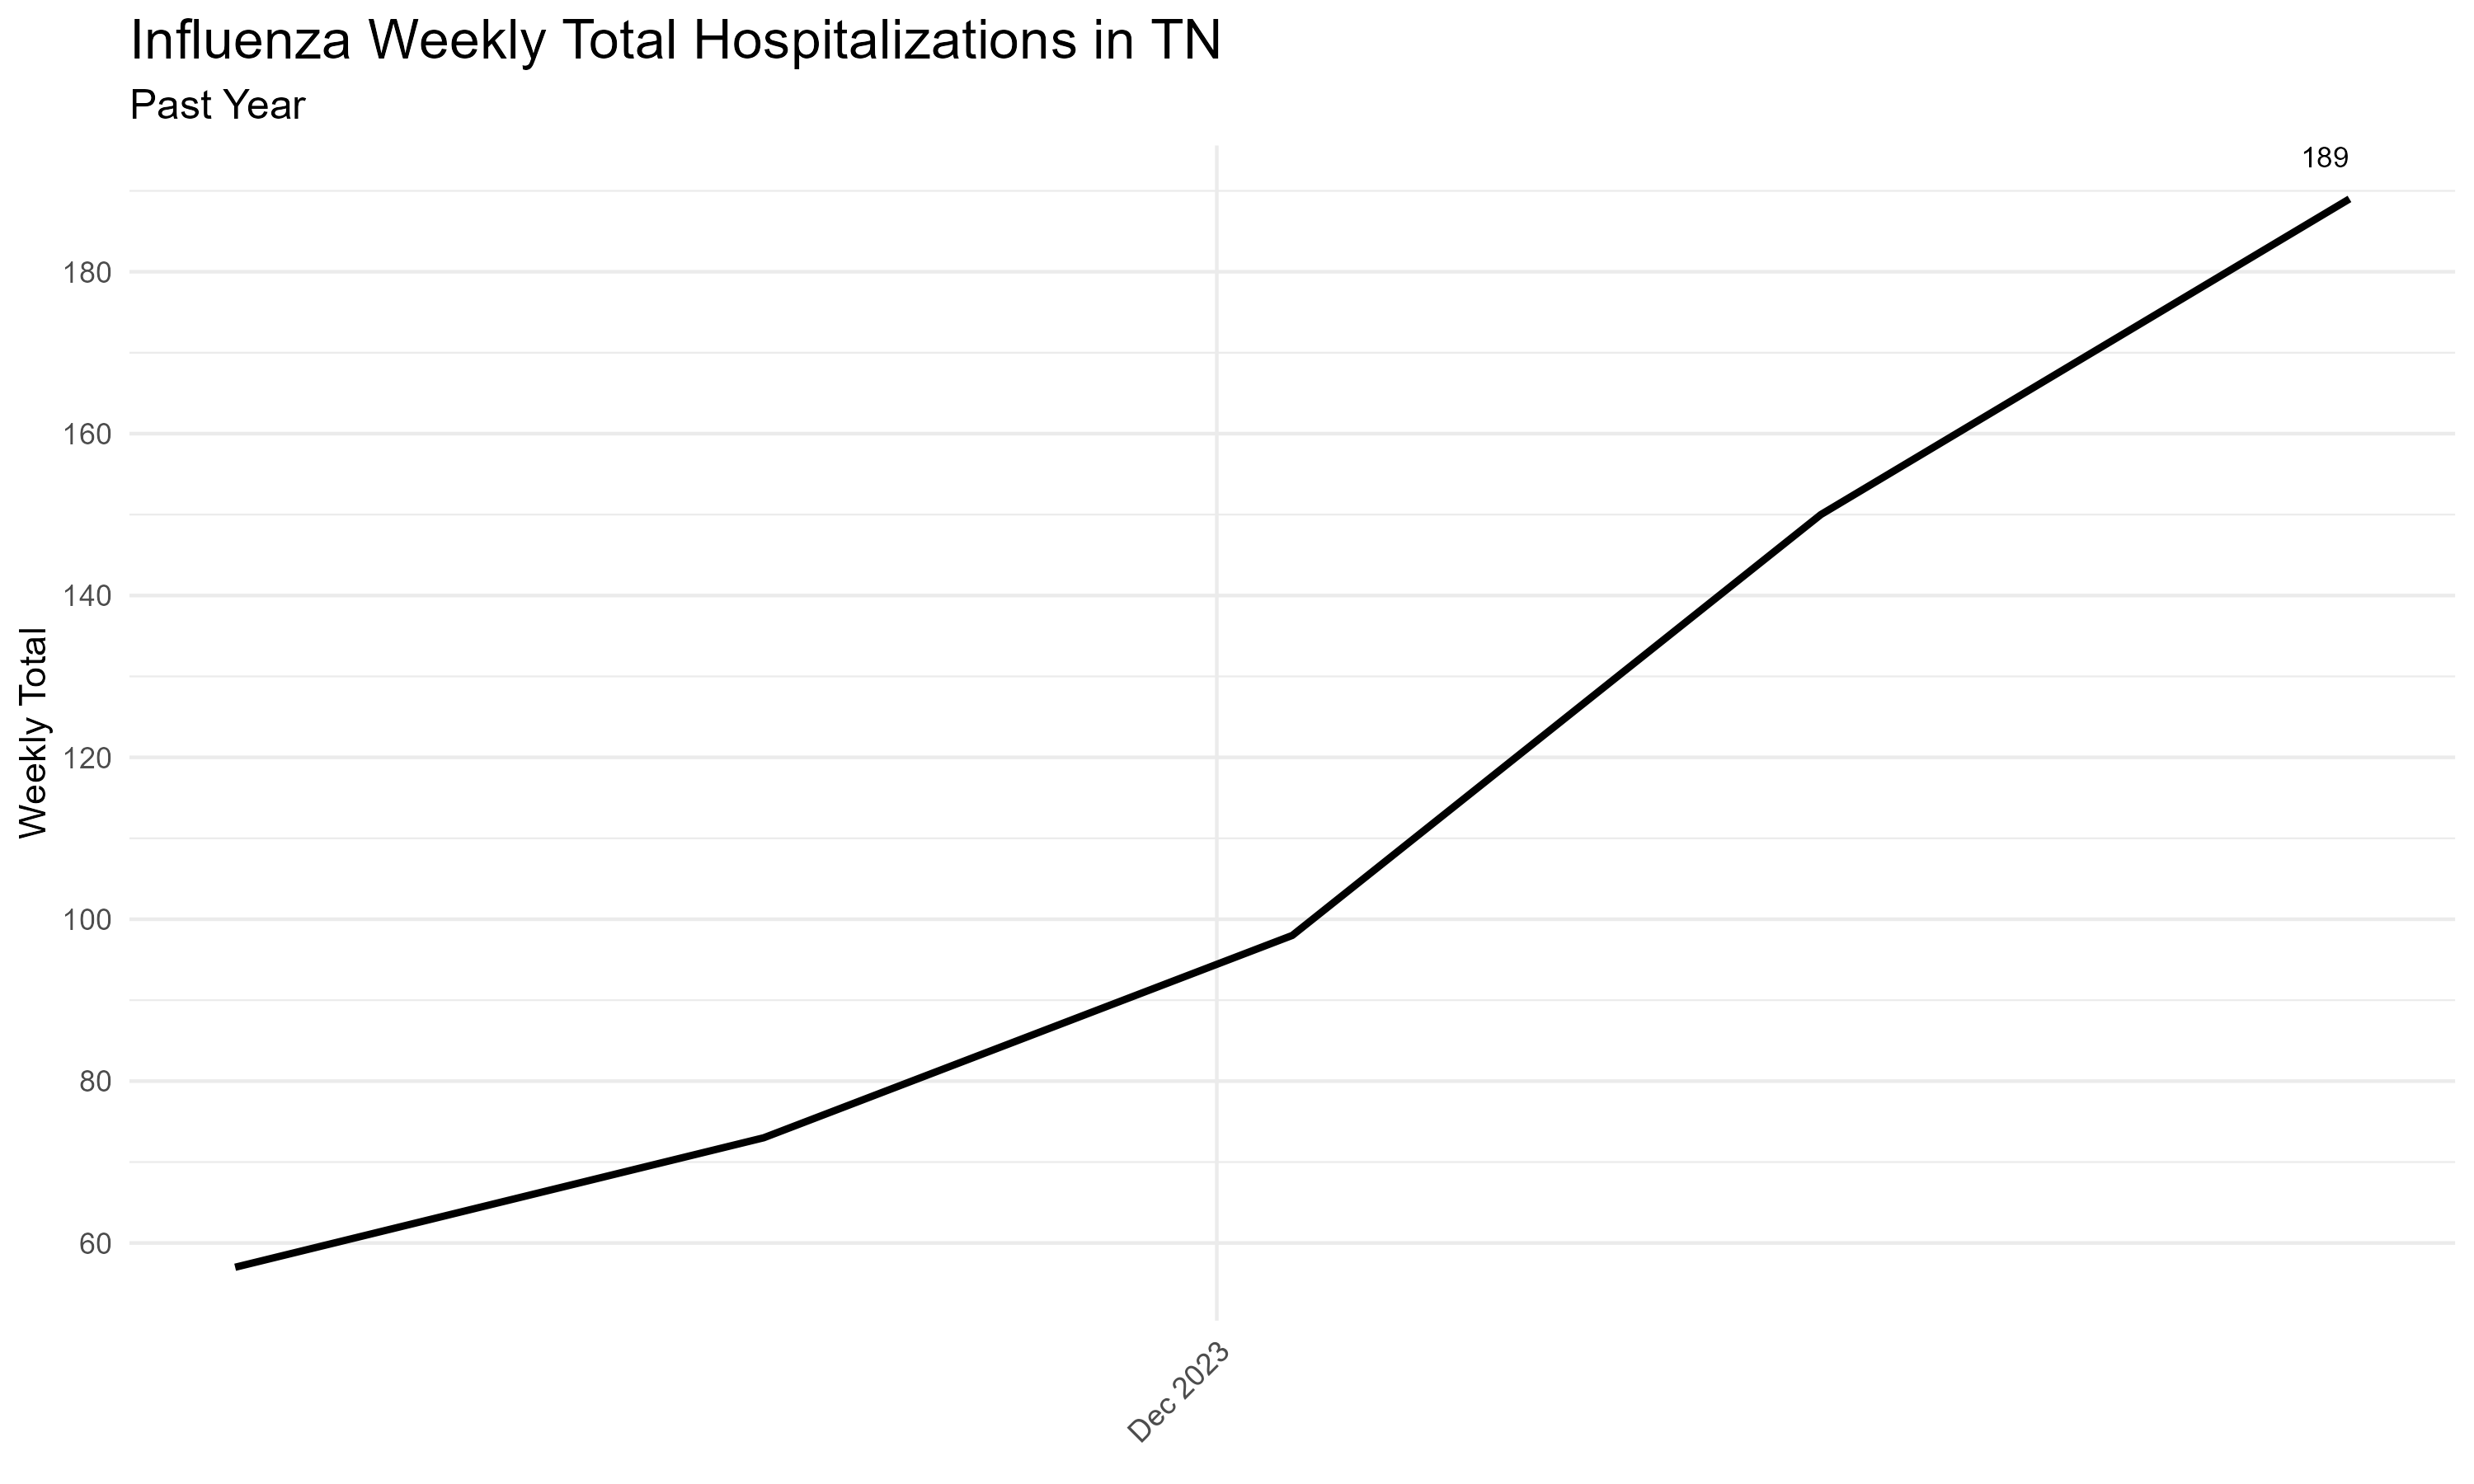 Influenza Weekly Total Hospitalizations in TN
Past Year
189
180
160
140
120
100
80
60
Weekly Total
Dec 2023